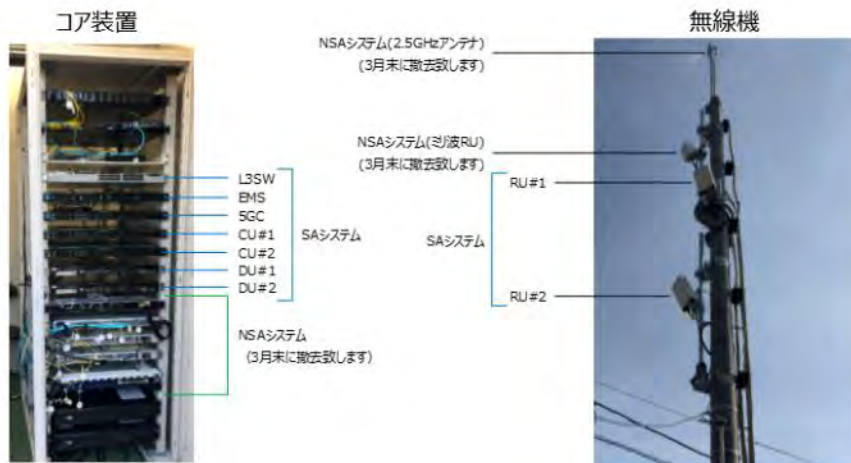 コア装置
無線機
L3SW
EMS
5GC
CU#1
CU#2
DU#1
DU#2
SAシステム
NSAシステム
(3月末に撤去致します)
NSAシステム(2.5GHzアンテナ)
(3月末に撤去致します)
NSAシステム(ミリ波RU)
(3月末に撤去致します)
RU#1
SAシステム
RU#2